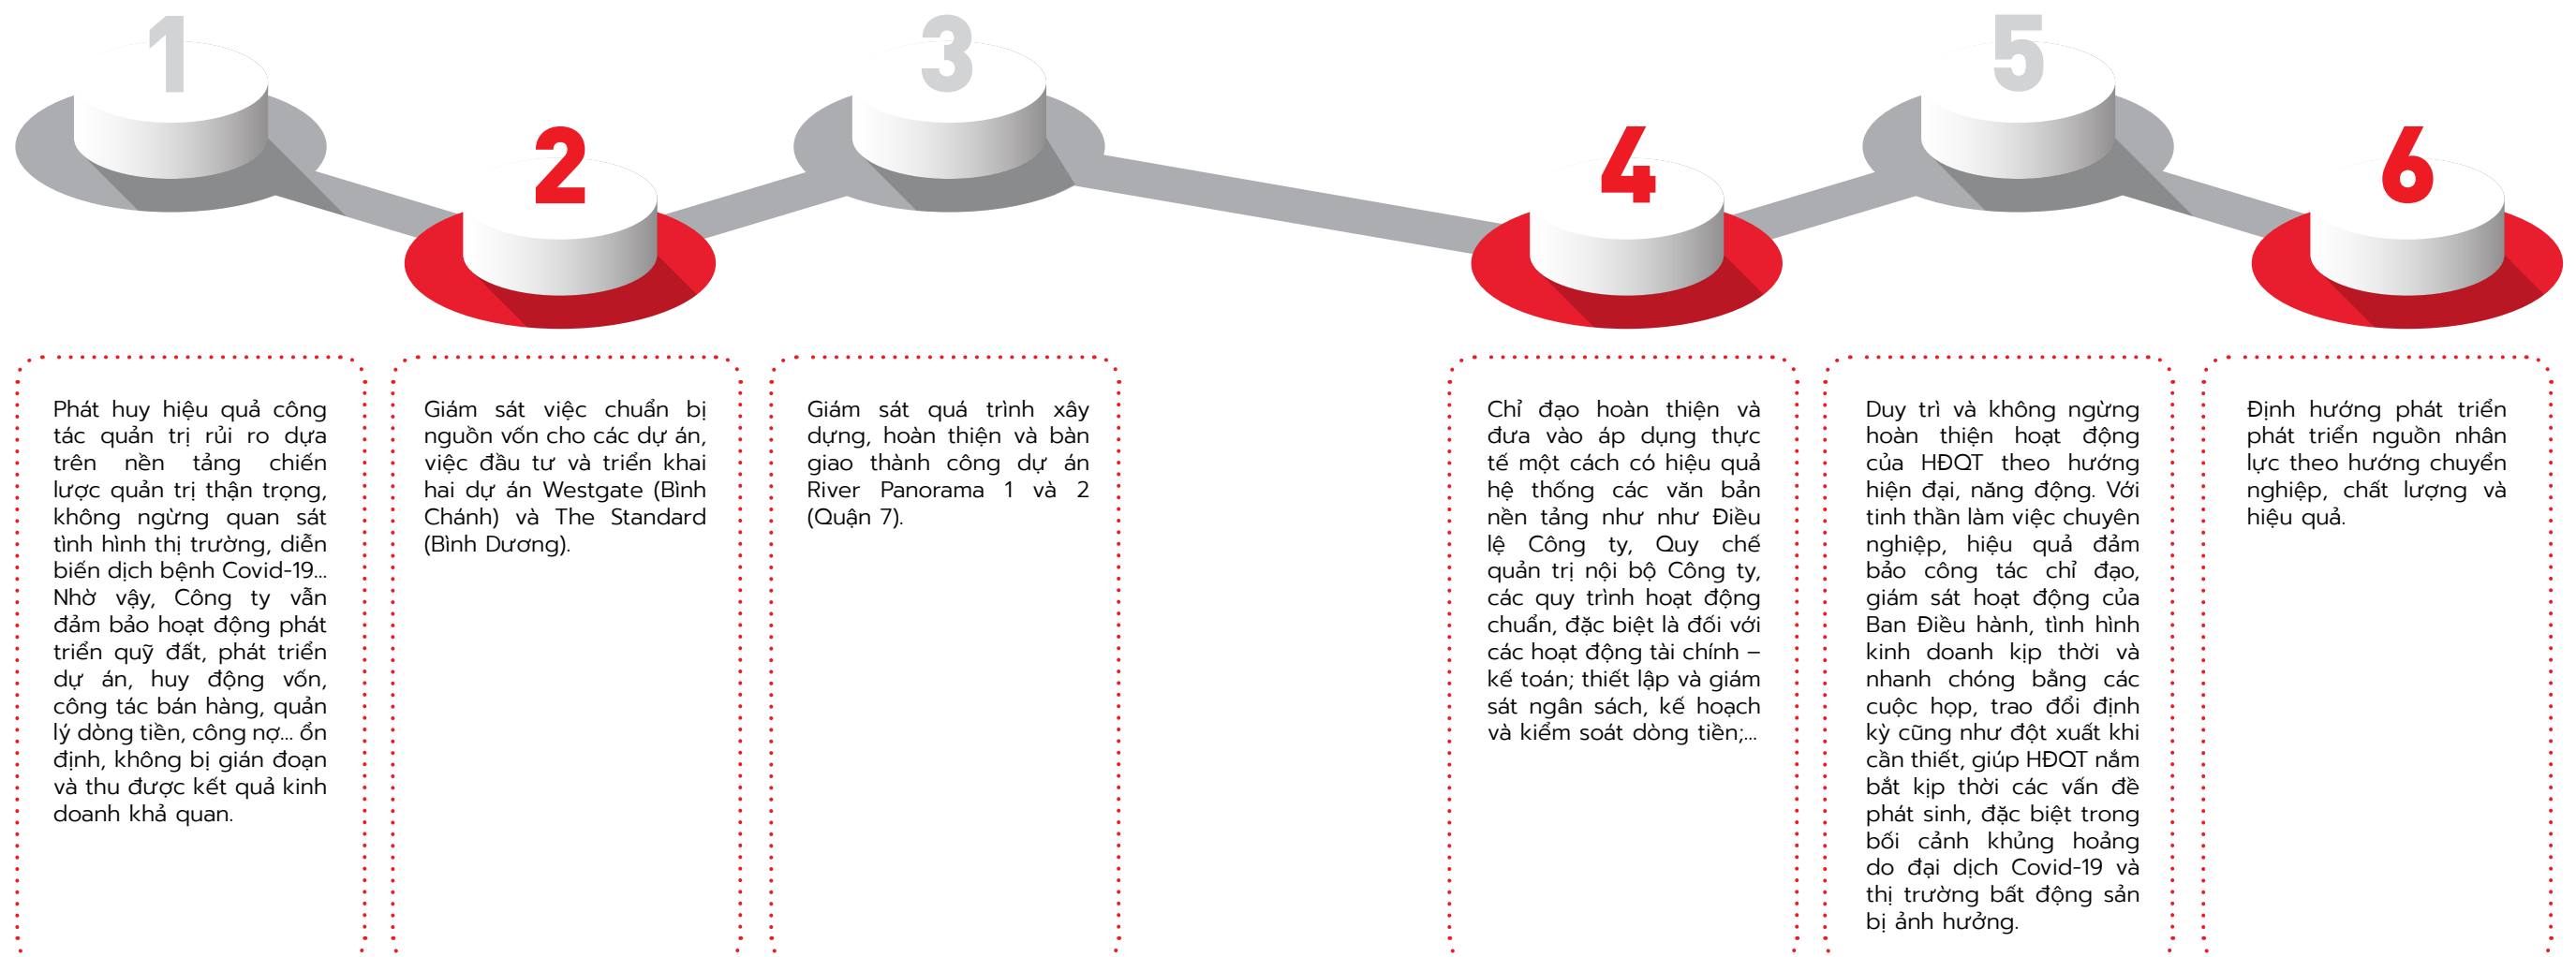 1
Phát huy hiệu quả công
tác quản trị rủi ro dựa
trên nền tảng chiến
lược quản trị thận trọng,
không ngừng quan sát
tình hình thị trường, diễn
biến dịch bệnh Covid-19...
Nhờ vậy, Công ty vẫn
đảm bảo hoạt động phát
triển quỹ đất, phát triển
dự án, huy động vốn,
công tác bán hàng, quản
lý dòng tiền, công nợ... ổn
định, không bị gián đoạn
và thu được kết quả kinh
doanh khả quan.
2
Giám sát việc chuẩn bị
nguồn vốn cho các dự án,
việc đầu tư và triển khai
hai dự án Westgate (Bình
Chánh) và The Standard
(Bình Dương).
3
Giám sát quá trình xây
dựng, hoàn thiện và bàn
giao thành công dự án
River Panorama 1 và 2
(Quận 7).
4
Chỉ đạo hoàn thiện và
đưa vào áp dụng thực
tế một cách có hiệu quả
hệ thống các văn bản
nền tảng như như Điều
lệ Công ty, Quy chế
quản trị nội bộ Công ty,
các quy trình hoạt động
chuẩn, đặc biệt là đối với
các hoạt động tài chính –
kế toán; thiết lập và giám
sát ngân sách, kế hoạch
và kiểm soát dòng tiền;...
5
Duy trì và không ngừng
hoàn thiện hoạt động
của HĐQT theo hướng
hiện đại, năng động. Với
tinh thần làm việc chuyên
nghiệp, hiệu quả đảm
bảo công tác chỉ đạo,
giám sát hoạt động của
Ban Điều hành, tình hình
kinh doanh kịp thời và
nhanh chóng bằng các
cuộc họp, trao đổi định
kỳ cũng như đột xuất khi
cần thiết, giúp HĐQT nắm
bắt kịp thời các vấn đề
phát sinh, đặc biệt trong
bối cảnh khủng hoảng
do đại dịch Covid-19 và
thị trường bất động sản
bị ảnh hưởng.
6
Định hướng phát triển
phát triển nguồn nhân
lực theo hướng chuyển
nghiệp, chất lượng và
hiệu quả.